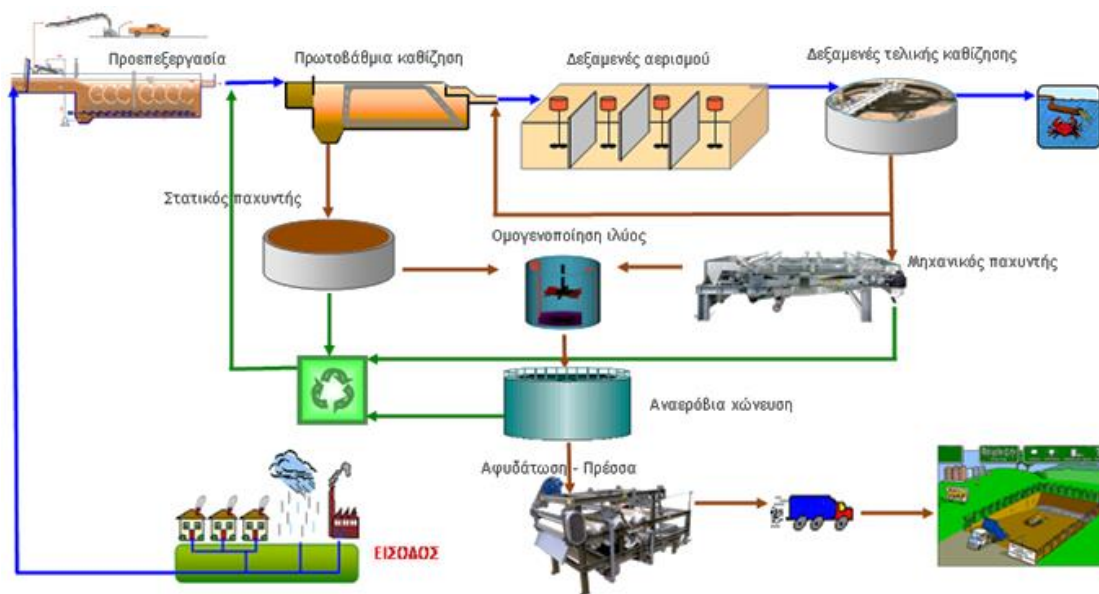 Προεπεξεργασία
Πρωτοβάθμια καθίζηση
Δεξαμενές αερισμού
Δεξαμενές τελικής καθίζησης
Στατικός παχυντής
Ομογενοποίηση ιλύος
Μηχανικός παχυντής
Αναερόβια χώνευση
Αφυδάτωση - Πρέσσα
ΕΙΣΟΔΟΣ